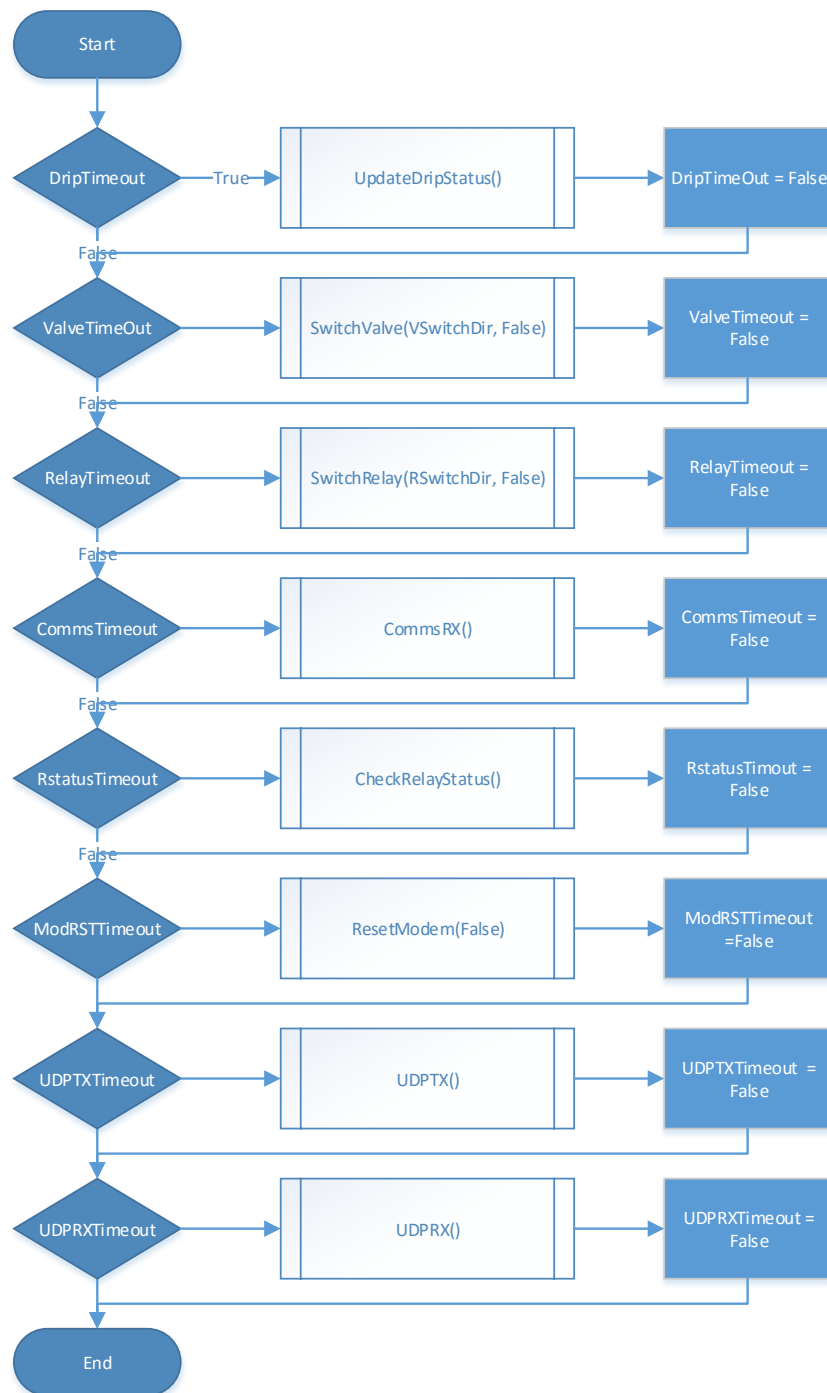 Start
DripTimeout
True
UpdateDripStatus()
DripTimeOut = False
False
ValveTimeOut
SwitchValve(VSwitchDir, False)
ValveTimeout =
False
False
RelayTimeout
SwitchRelay(RSwitchDir, False)
RelayTimeout =
False
False
CommsTimeout
CommsRX()
CommsTimeout =
False
False
RstatusTimeout
CheckRelayStatus()
RstatusTimout =
False
False
ModRSTTimeout
ResetModem(False)
ModRSTTimeout
=False
UDPTXTimeout
UDPTX()
UDPTXTimeout =
False
UDPRXTimeout
UDPRX()
UDPRXTimeout =
False
End